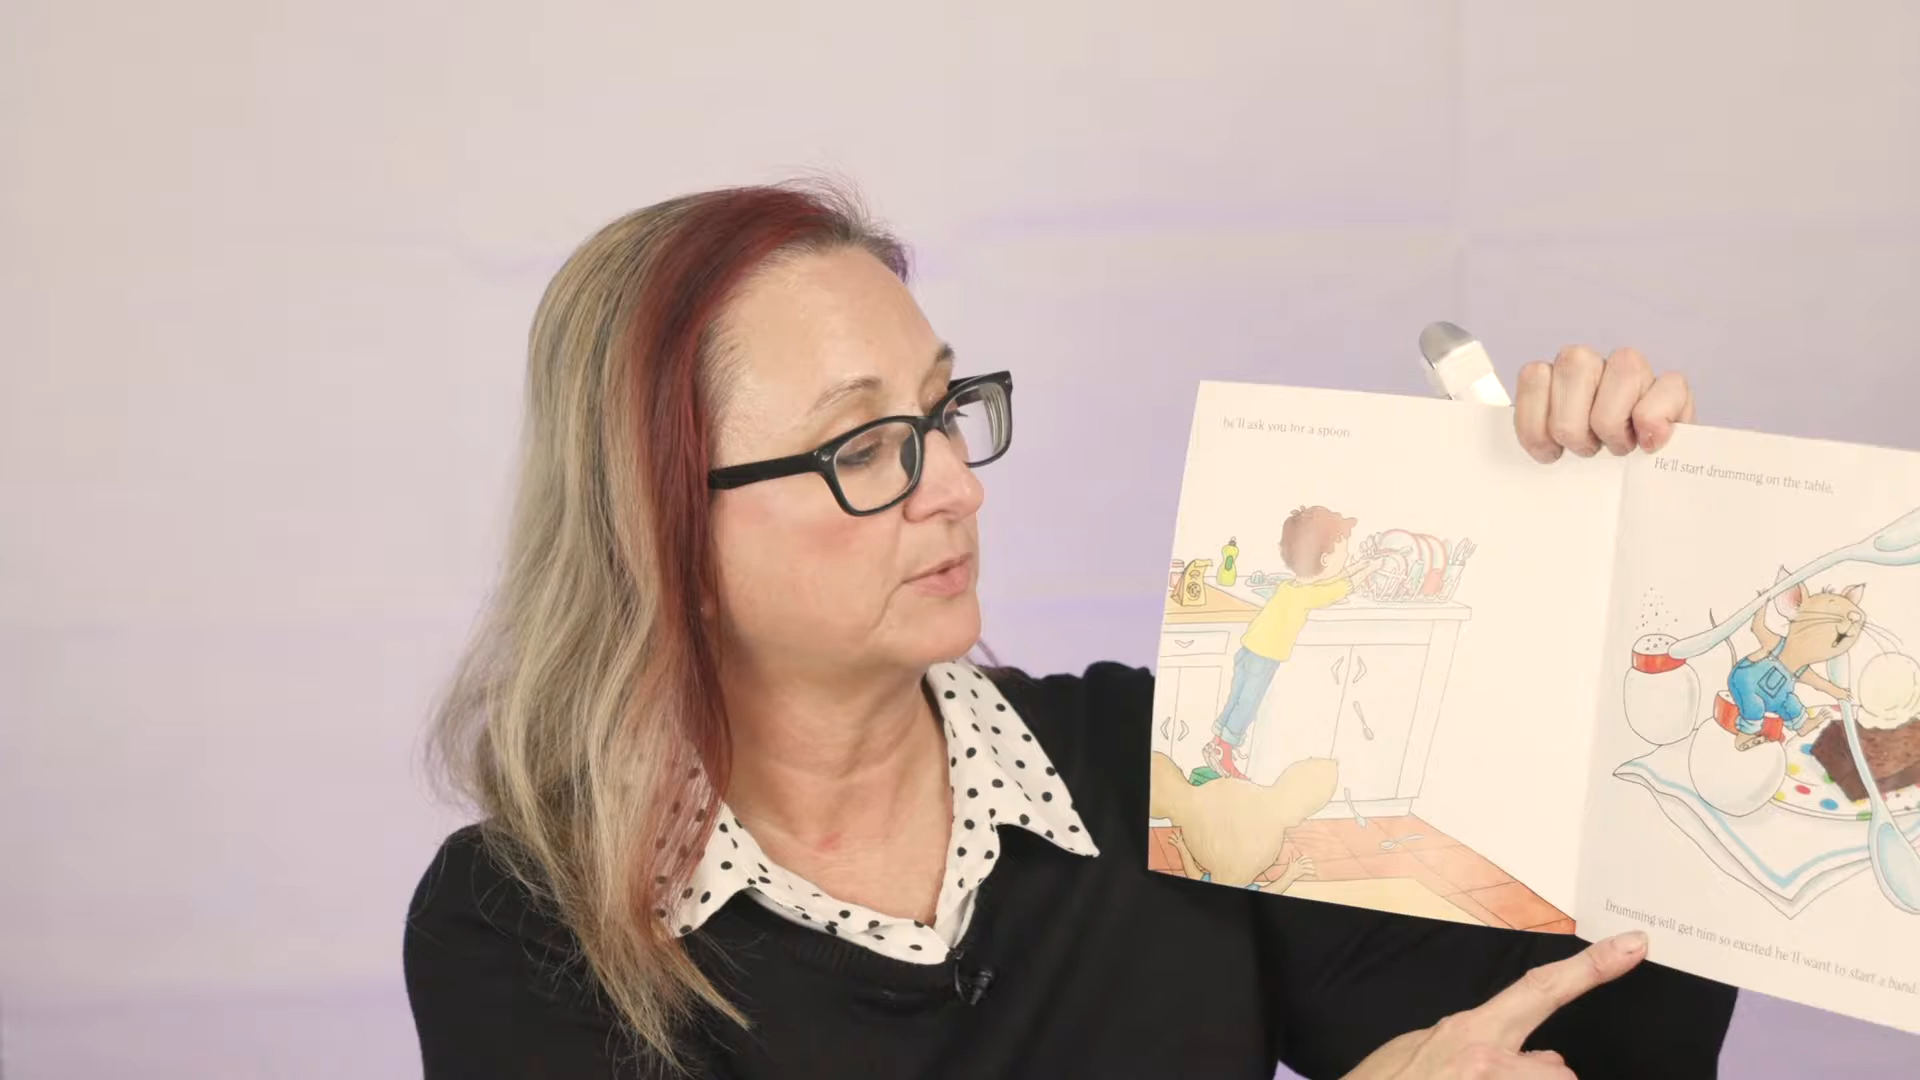 he'll ask you for a spoon.
He'll start drumming on the table.
Drumming will get him so excited he'll want to start a band.